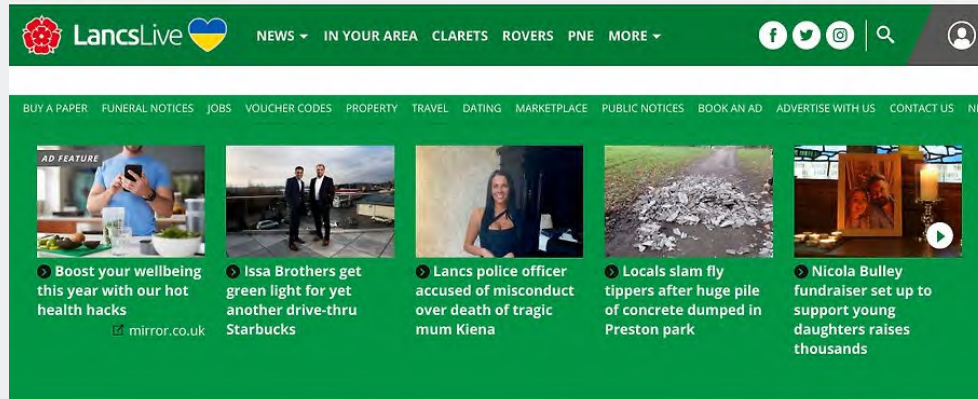 LancsLive
NEWS IN YOUR AREA CLARETS ROVERS PNE MORE
BUY A PAPER FUNERAL NOTICES JOBS VOUCHER CODES PROPERTY TRAVEL DATING MARKETPLACE PUBLIC NOTICES BOOK AN AD ADVERTISE WITH US CONTACT US
AD FEATURE
Boost your wellbeing
this year with our hot
health hacks
mirror.co.uk
Issa Brothers get
green light for yet
another drive-thru
Starbucks
Lancs police officer
accused of misconduct
over death of tragic
mum Kiena
Locals slam fly
tippers after huge pile
of concrete dumped in
Preston park
Nicola Bulley
fundraiser set up to
support young
daughters raises
thousands